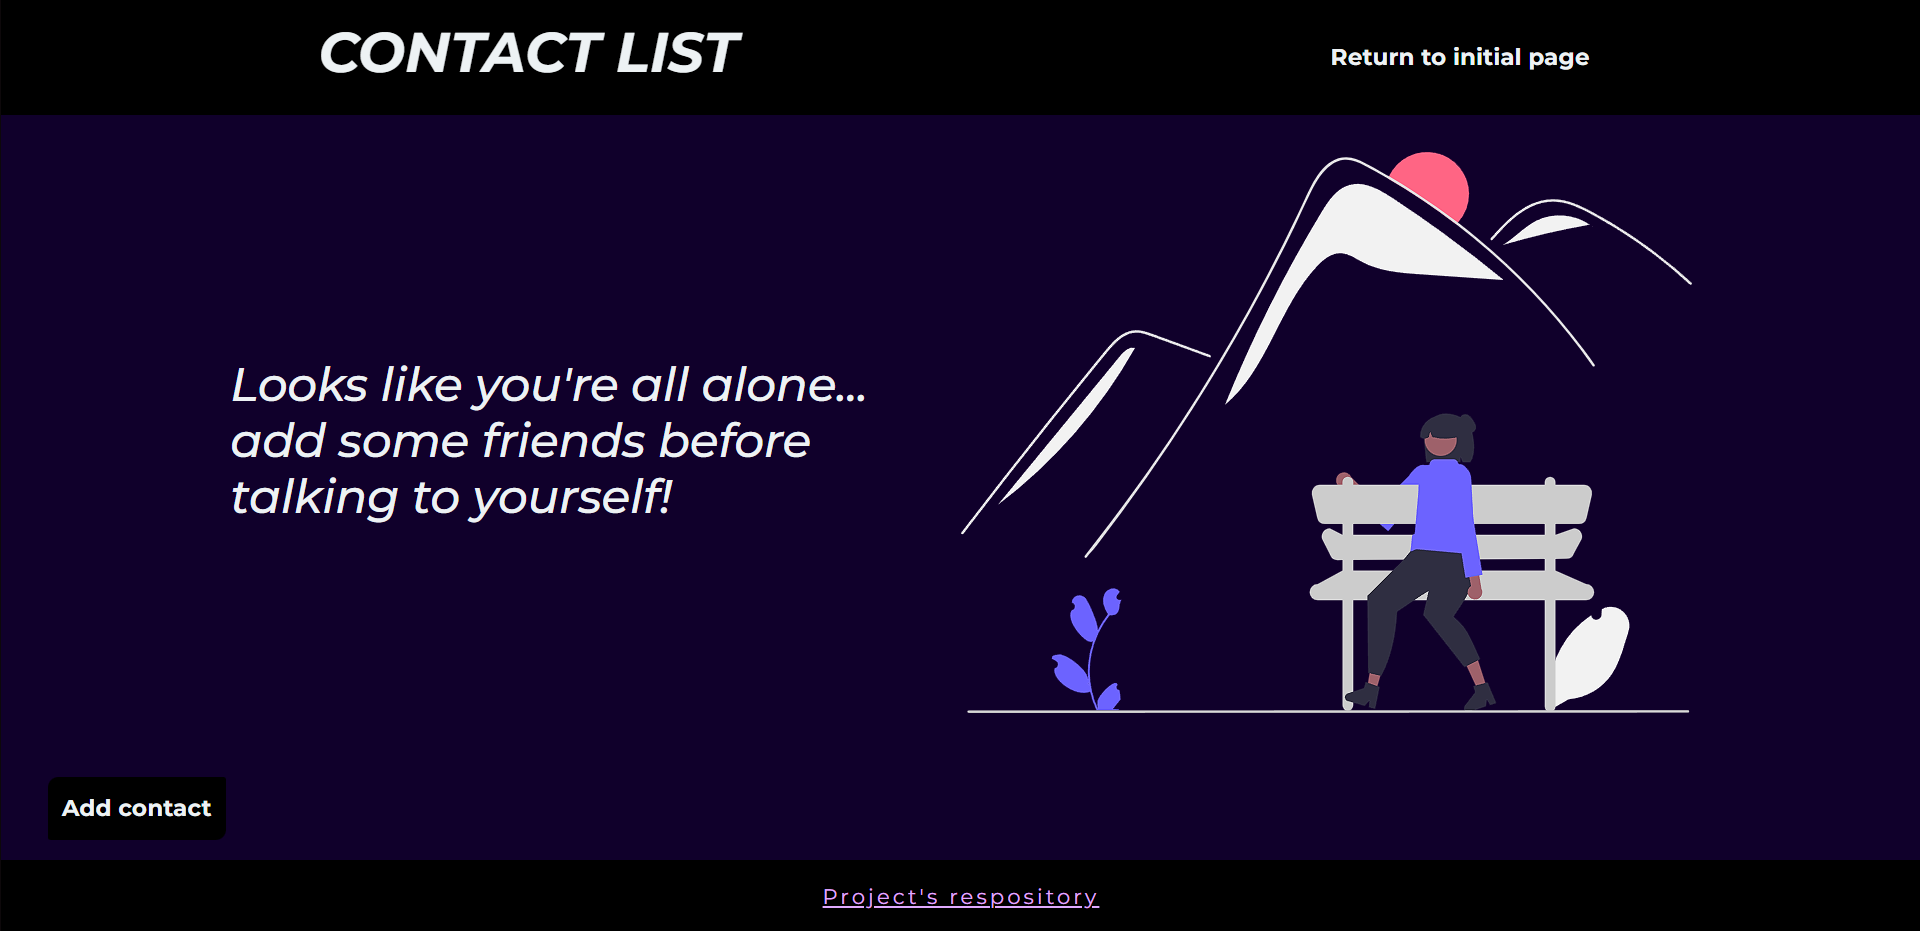 CONTACT LIST
Return to initial page
Looks like you're all alone...
add some friends before
talking to yourself!
Add contact
Project's respository